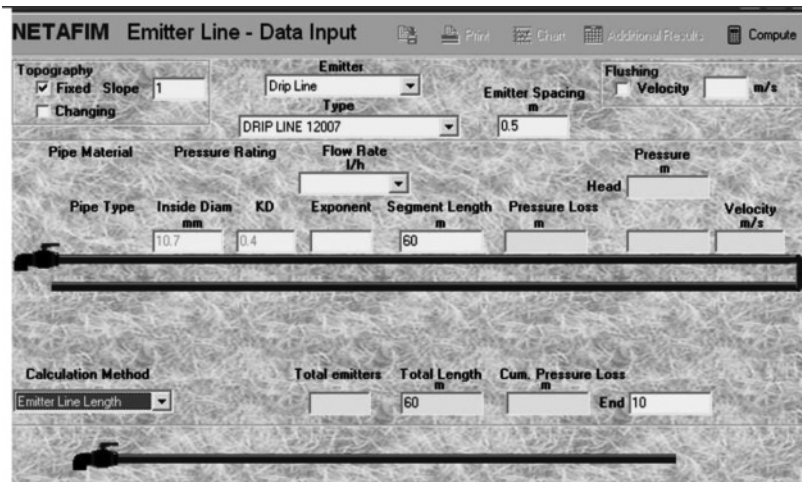 NETAFIM Emitter Line - Data Input Print Chart Additional Results Compute
Topography Emitter Flushing
Fixed Slope 1 Drip Line Emitter Spacing Velocity m/s
Changing Type m
DRIP LINE 12007 0.5
Pipe Material Pressure Rating Flow Rate Pressure
l/h m
Head
Pipe Type Inside Diam KD Exponent Segment Length Pressure Loss Velocity
mm m m m/s
10.7 0.4 60
Calculation Method Total emitters Total Length Cum. Pressure Loss
m m
Emitter Line Length 60 End 10